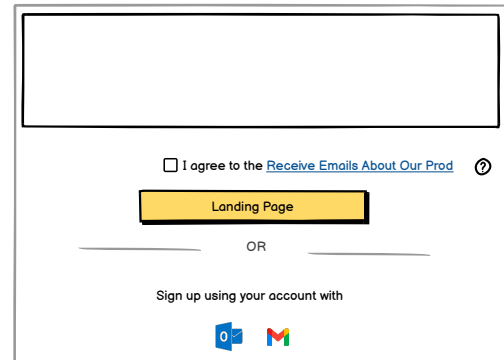 I agree to the Receive Emails About Our Prod ?
Landing Page
OR
Sign up using your account with